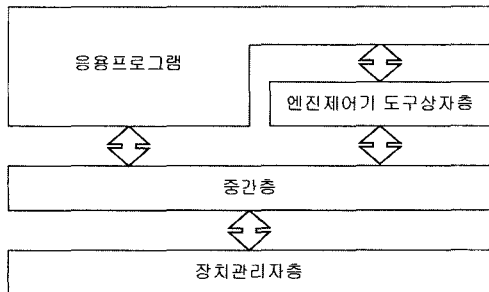 응용프로그램
엔진제어기 도구상자층
중간층
장치관리자층